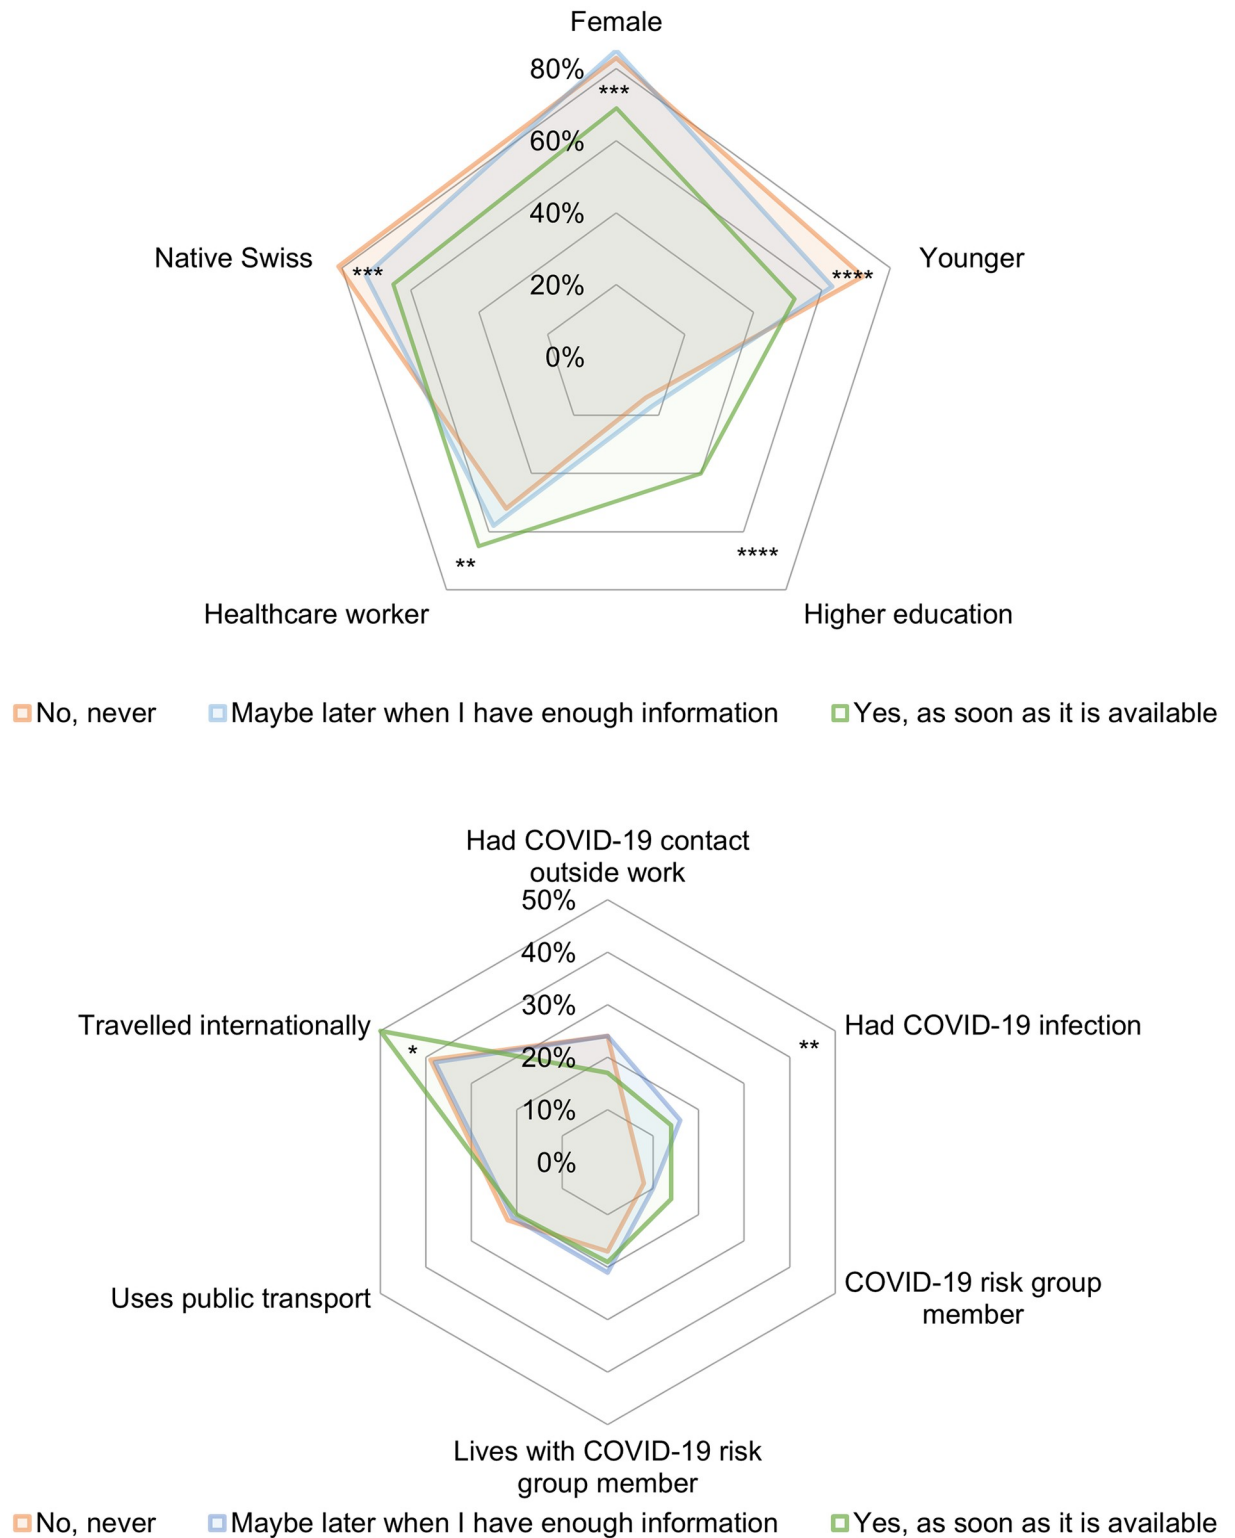 Female
80%
***
60%
40%
Native Swiss
Younger
***
****
20%
0%
****
**
Healthcare worker
Higher education
No, never
Maybe later when I have enough information
Yes, as soon as it is available
Had COVID-19 contact
outside work
50%
40%
30%
Travelled internationally
Had COVID-19 infection
*
**
20%
10%
0%
COVID-19 risk group
member
Uses public transport
Lives with COVID-19 risk
group member
No, never
Maybe later when I have enough information
Yes, as soon as it is available